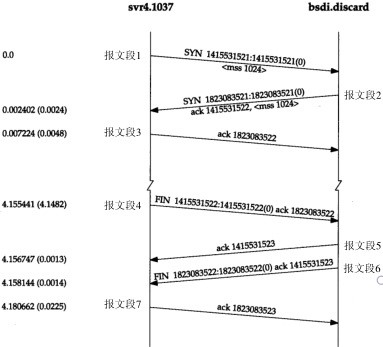 svr4.1037 bsdi.discard
0.0 报文段1 SYN 1415531521:1415531521(0)
<mss 1024>
报文段2
SYN 1823083521:1823083521(0)
0.002402 (0.0024) ack 1415531522, <mss 1024>
0.007224 (0.0048) 报文段3 ack 1823083522
4.155441 (4.1482) 报文段4 FIN 1415531522:1415531522(0) ack 1823083522
ack 1415531523 报文段5
4.156747 (0.0013)
报文段6
4.158144 (0.0014) FIN 1823083522:1823083522(0) ack 1415531523
4.180662 (0.0225) 报文段7 ack 1823083523